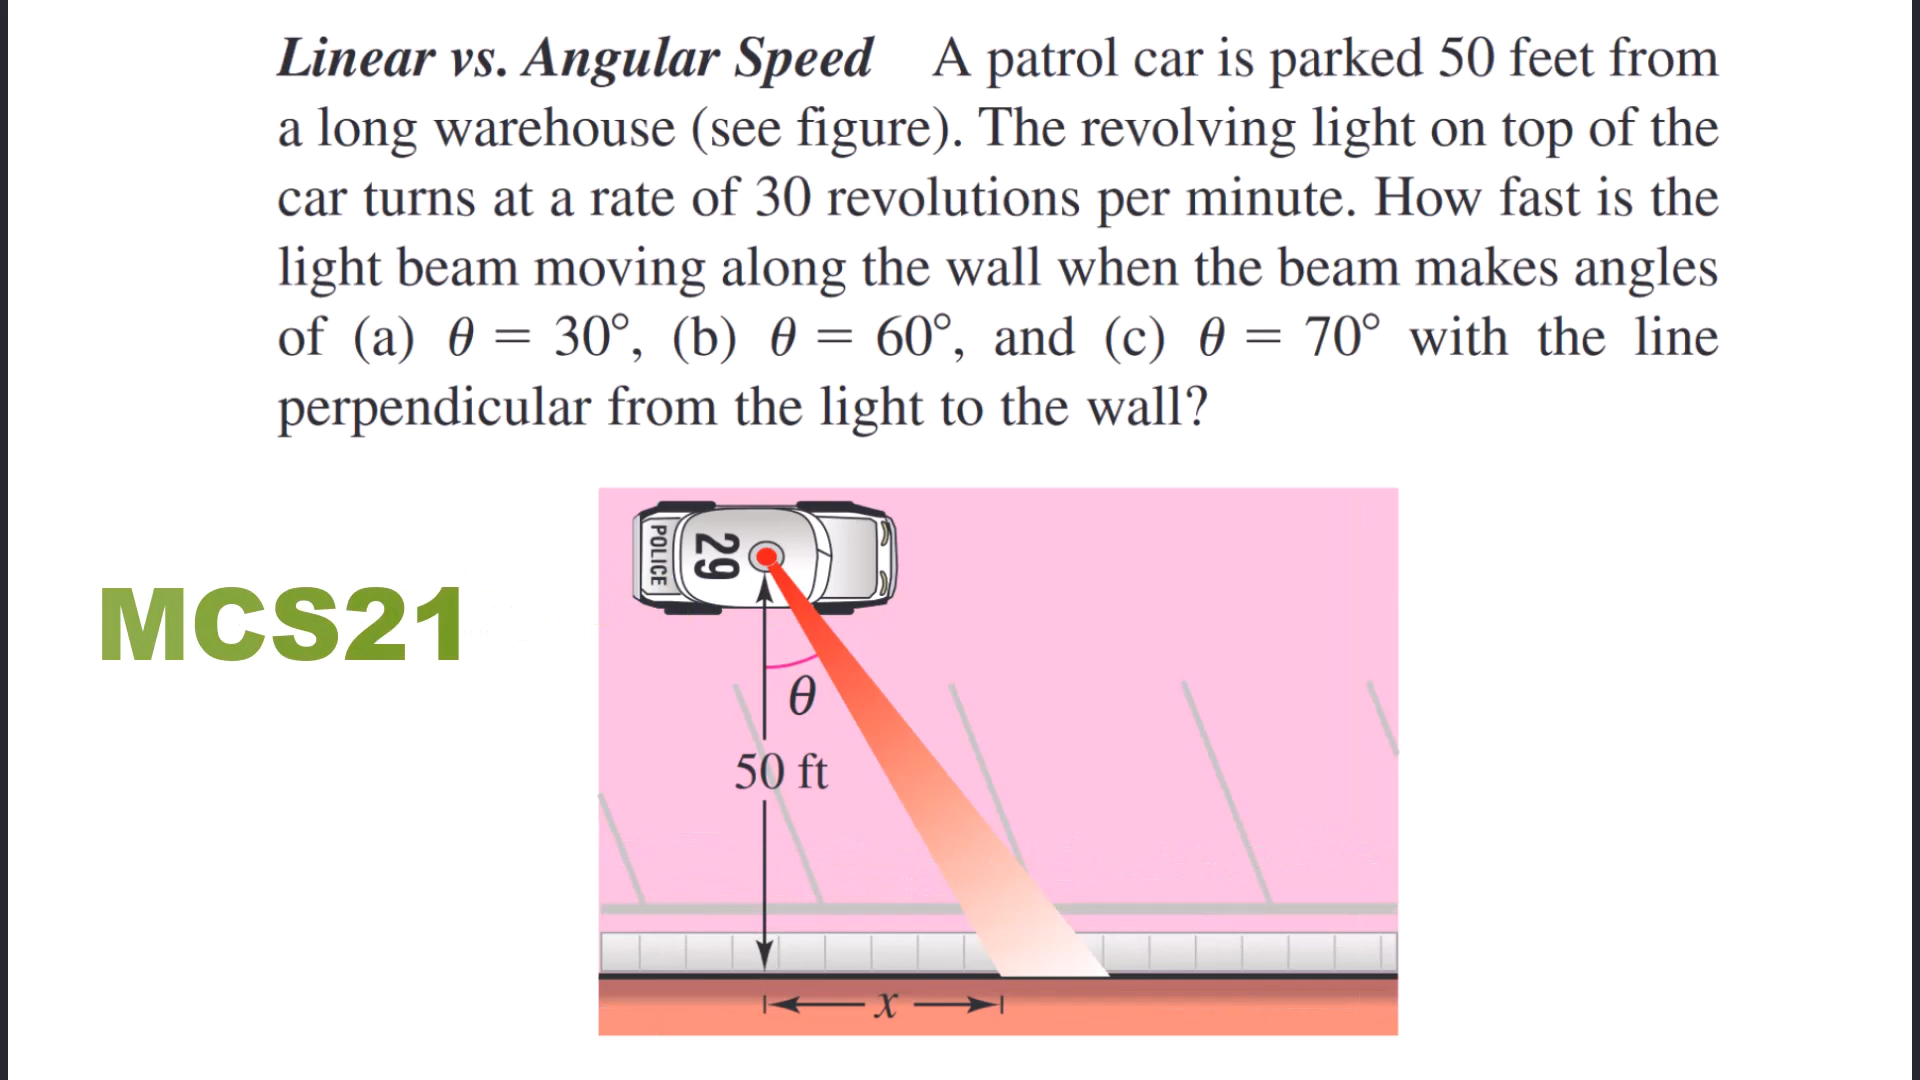 Linear vs. Angular Speed A patrol car is parked 50 feet from
a long warehouse (see figure). The revolving light on top of the
car turns at a rate of 30 revolutions per minute. How fast is the
light beam moving along the wall when the beam makes angles
of (a) θ = 30°, (b) θ = 60°, and (c) θ = 70° with the line
perpendicular from the light to the wall?
POLICE
29
MCS21
θ
50 ft
x